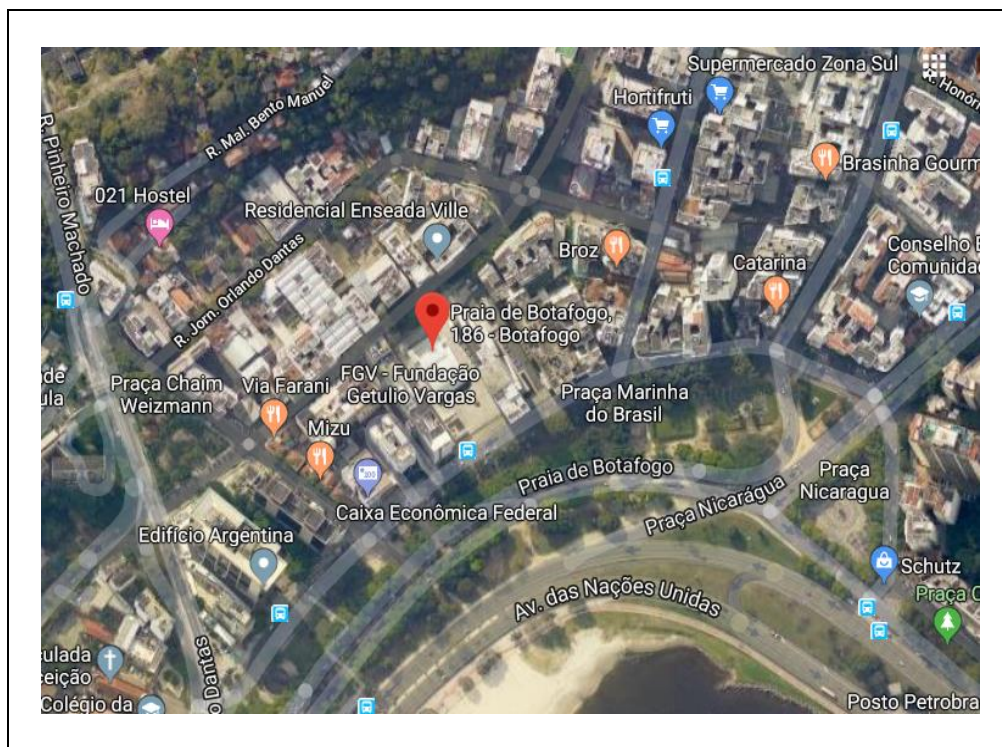 Supermercado Zona Sul
Hortifruti
R. Mal. Bento Manuel
R. Pinheiro Machado
Brasinha Gourm
021 Hostel
Residencial Enseada Ville
Broz
Catarina
Conselho E
Comunidad
R. Jorn. Orlando Dantas
Praia de Botafogo,
186 - Botafogo
Praça Chaim
Weizmann
Via Farani
FGV - Fundação
Getulio Vargas
Praça Marinha
do Brasil
Mizu
Praia de Botafogo
Praça
Nicaragua
Praça Nicarágua
Caixa Econômica Federal
Edifício Argentina
Schutz
Av. das Nações Unidas
Praça C
culada
ceição
Colégio da
o Dantas
Posto Petrobra